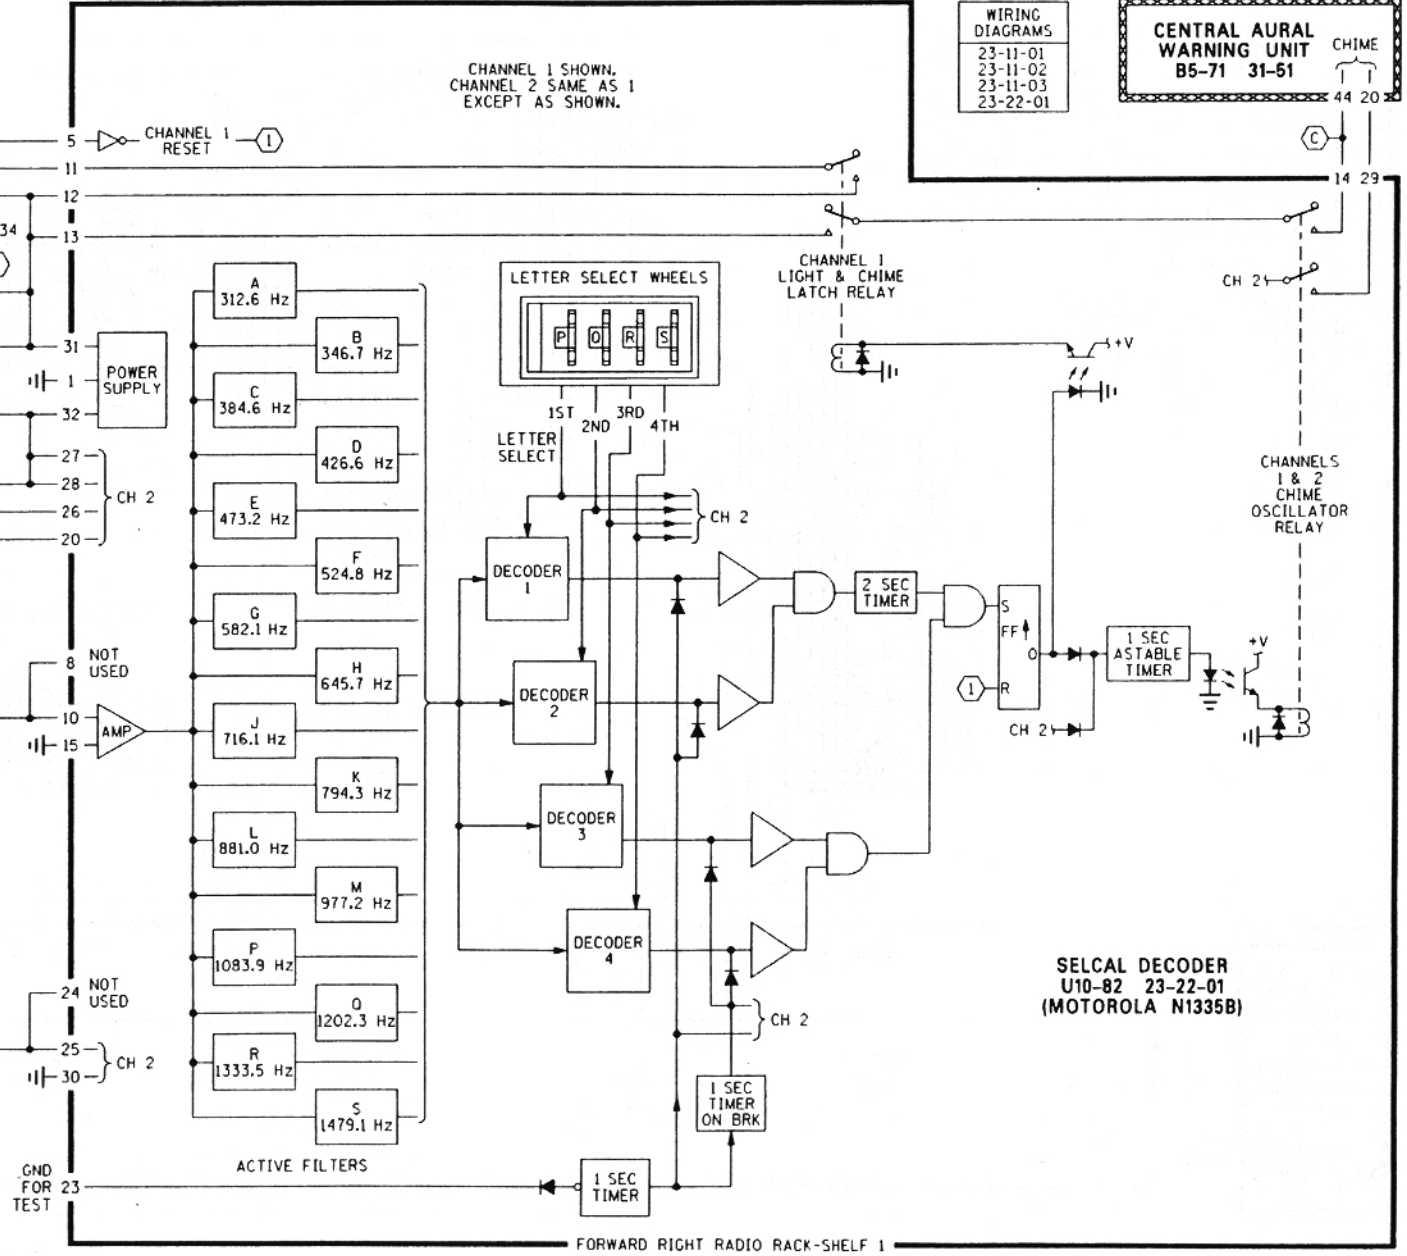 WIRING
DIAGRAMS
23-11-01
23-11-02
23-11-03
23-22-01
CENTRAL AURAL
WARNING UNIT
B5-71 31-51
CHIME
44 20
C
14 29
CHANNEL 1 SHOWN.
CHANNEL 2 SAME AS 1
EXCEPT AS SHOWN.
5
CHANNEL 1
RESET
1
11
12
34
13
31
1
POWER
SUPPLY
32
27
28
26
20
CH 2
8
NOT
USED
10
15
AMP
24
NOT
USED
25
30
CH 2
GND
FOR
TEST
23
A
312.6 Hz
B
346.7 Hz
C
384.6 Hz
D
426.6 Hz
E
473.2 Hz
F
524.8 Hz
G
582.1 Hz
H
645.7 Hz
J
716.1 Hz
K
794.3 Hz
L
881.0 Hz
M
977.2 Hz
P
1083.9 Hz
Q
1202.3 Hz
R
1333.5 Hz
S
1479.1 Hz
ACTIVE FILTERS
LETTER SELECT WHEELS
P Q R S
1ST
2ND
3RD
4TH
LETTER
SELECT
CH 2
DECODER
1
DECODER
2
DECODER
3
DECODER
4
CH 2
1 SEC
TIMER
ON BRK
1 SEC
TIMER
CHANNEL 1
LIGHT & CHIME
LATCH RELAY
CH 2
+V
CHANNELS
1 & 2
CHIME
OSCILLATOR
RELAY
2 SEC
TIMER
S
FF
Q
R
1
CH 2
1 SEC
ASTABLE
TIMER
+V
SELCAL DECODER
U10-82 23-22-01
(MOTOROLA N1335B)
FORWARD RIGHT RADIO RACK-SHELF 1